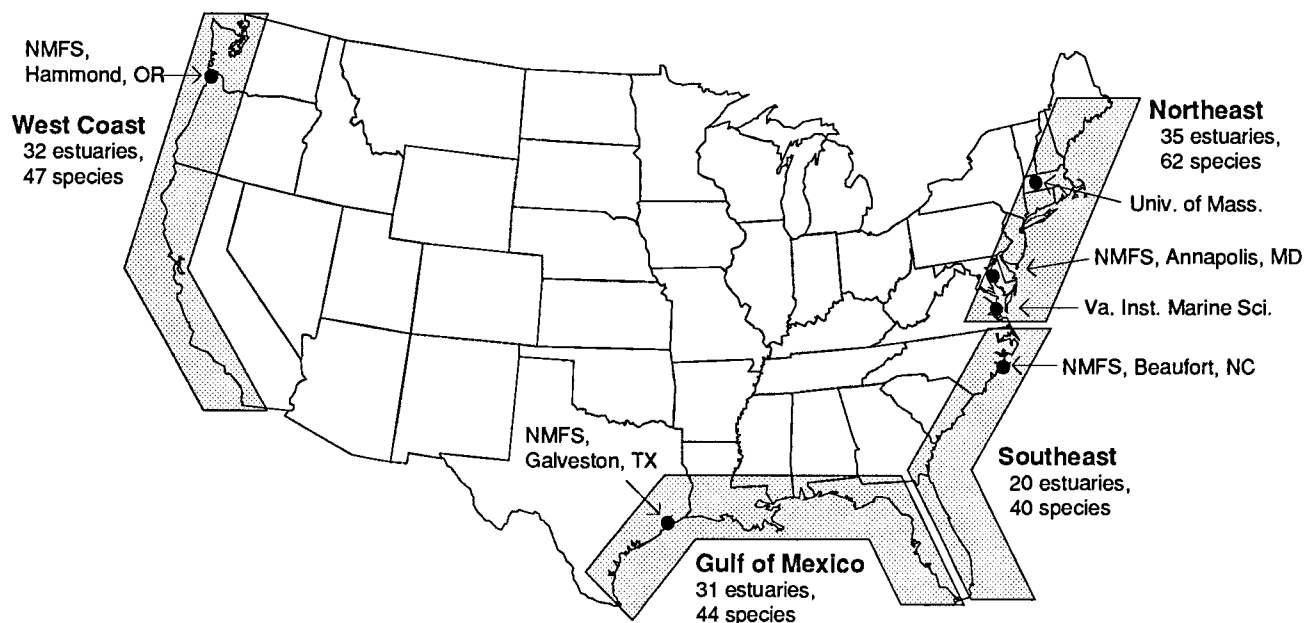 NMFS,
Hammond, OR
West Coast
32 estuaries,
47 species
Northeast
35 estuaries,
62 species
Univ. of Mass.
NMFS, Annapolis, MD
Va. Inst. Marine Sci.
NMFS, Beaufort, NC
NMFS,
Galveston, TX
Southeast
20 estuaries,
40 species
Gulf of Mexico
31 estuaries,
44 species